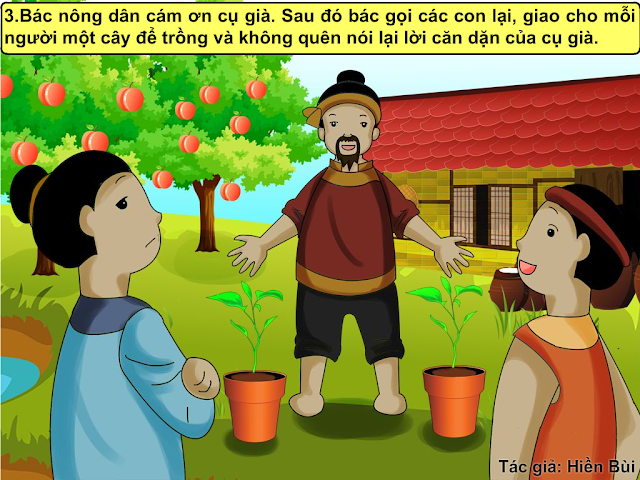 3.Bác nông dân cám ơn cụ già. Sau đó bác gọi các con lại, giao cho mỗi
người một cây để trồng và không quên nói lại lời căn dặn của cụ già.
Tác giả: Hiền Bùi